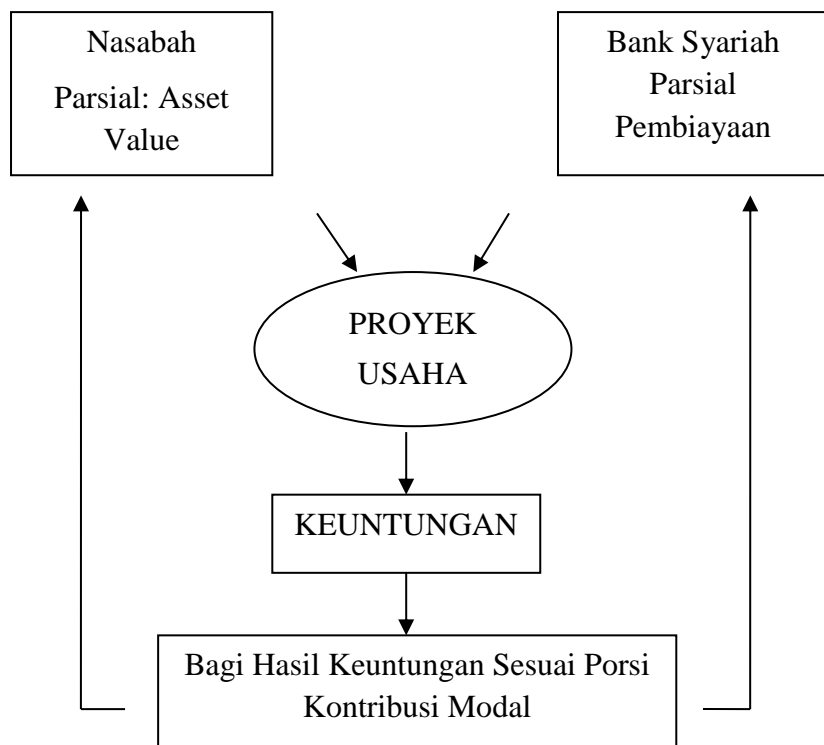 Nasabah
Parsial: Asset
Value
Bank Syariah
Parsial
Pembiayaan
PROYEK
USAHA
KEUNTUNGAN
Bagi Hasil Keuntungan Sesuai Porsi
Kontribusi Modal